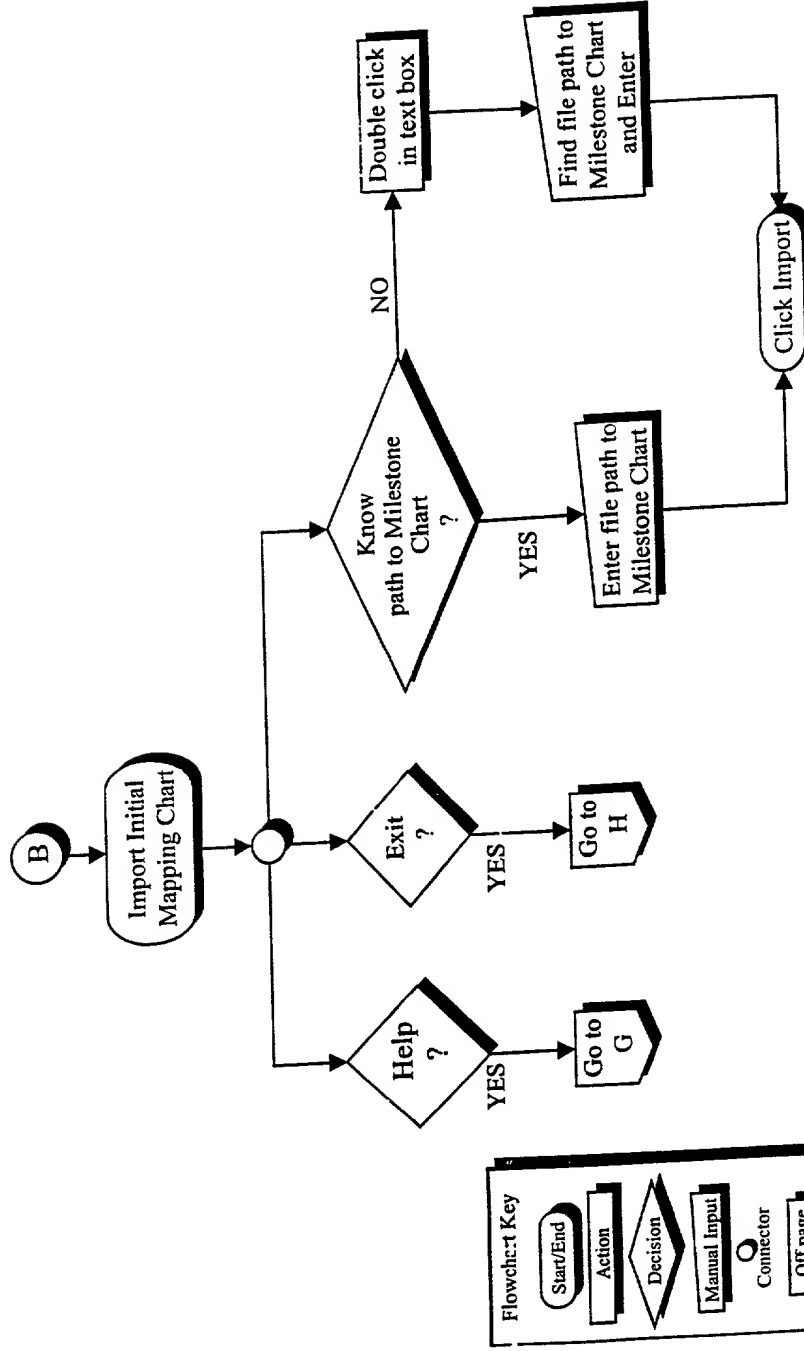 B
Import Initial
Mapping Chart
Help
?
Exit
?
Know
path to Milestone
Chart
?
NO
Double click
in text box
YES
YES
YES
Go to
G
Go to
H
Enter file path to
Milestone Chart
Find file path to
Milestone Chart
and Enter
Click Import
Flowchart Key
Start/End
Action
Decision
Manual Input
Connector
Off page